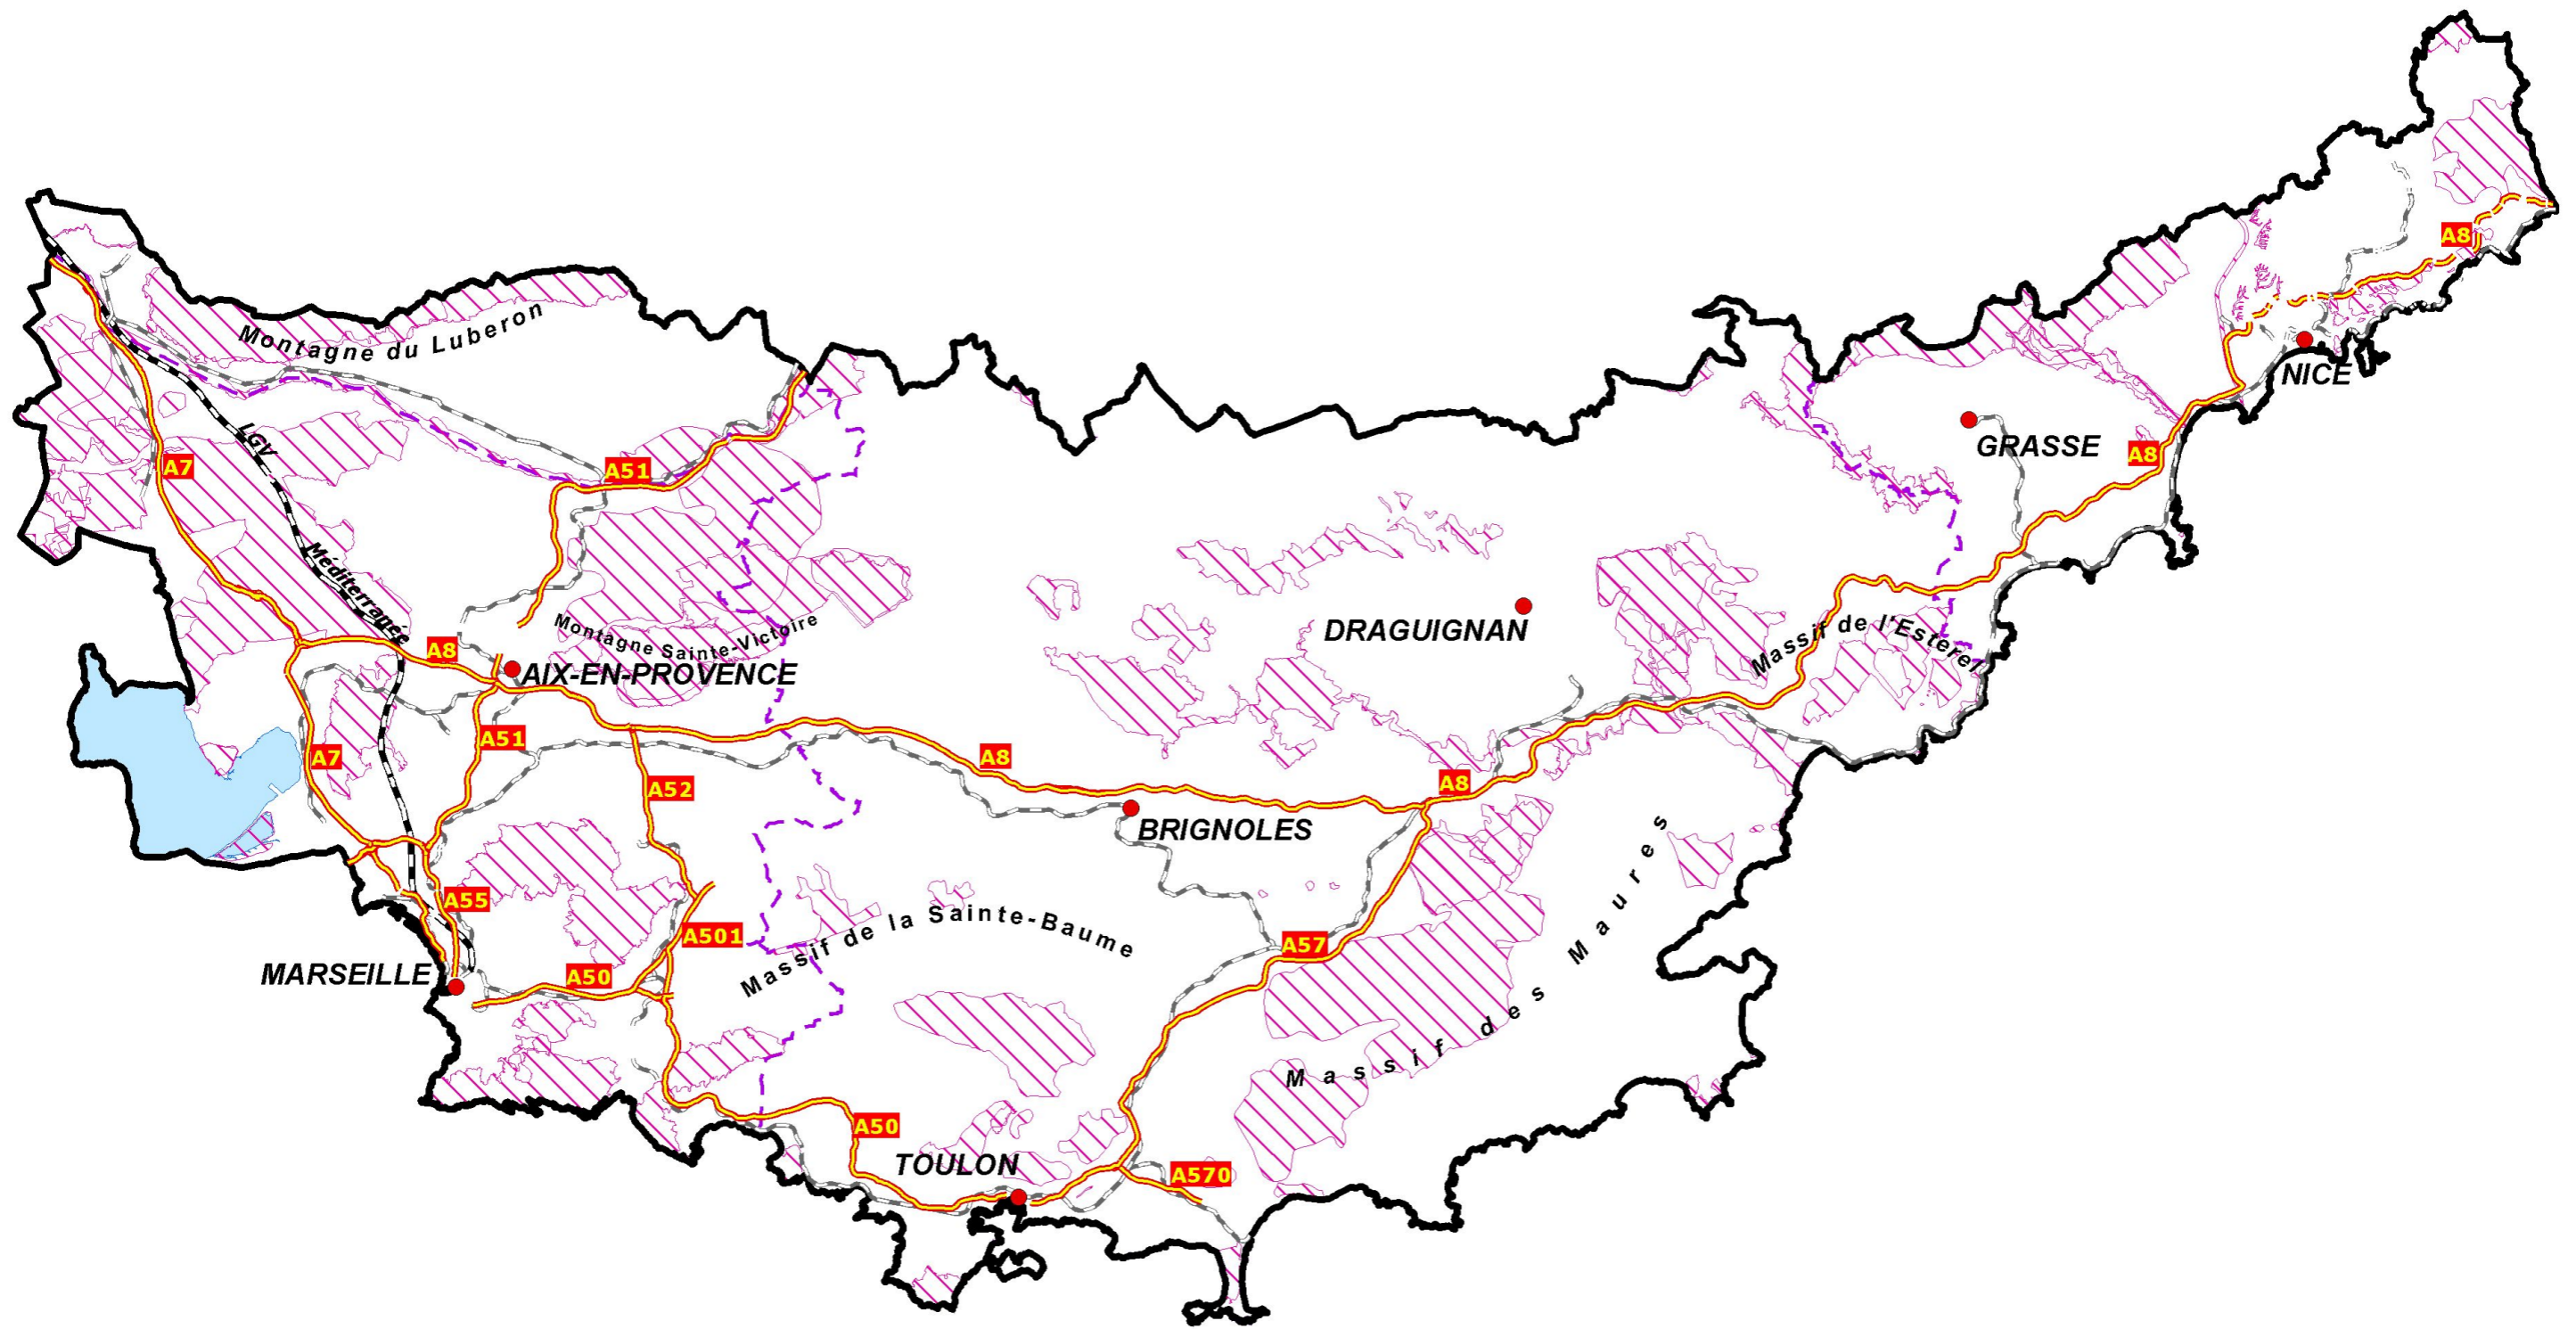 A8
Montagne du Luberon
NICE
LGV
GRASSE
A8
A7
A51
Méditerranée
Montagne Sainte-Victoire
DRAGUIGNAN
Massif de l'Esterel
A8
AIX-EN-PROVENCE
A51
A7
A8
A8
A52
BRIGNOLES
A55
A501
Massif de la Sainte-Baume
A57
MARSEILLE
A50
Massif des Maures
A50
TOULON
A570